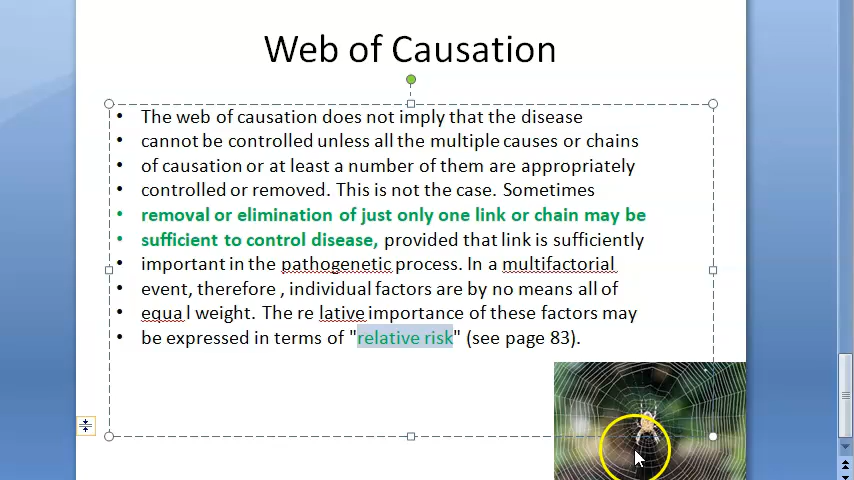 Web of Causation
• The web of causation does not imply that the disease
• cannot be controlled unless all the multiple causes or chains
• of causation or at least a number of them are appropriately
• controlled or removed. This is not the case. Sometimes
• removal or elimination of just only one link or chain may be
• sufficient to control disease, provided that link is sufficiently
• important in the pathogenetic process. In a multifactorial
• event, therefore , individual factors are by no means all of
• equa l weight. The re lative importance of these factors may
• be expressed in terms of "relative risk" (see page 83).